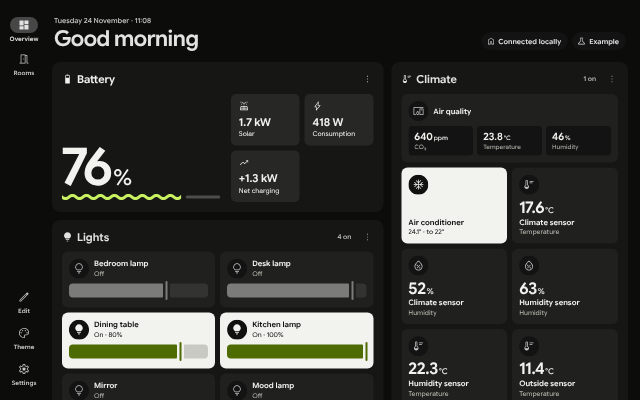 Tuesday 24 November · 11:08
Good morning
Connected locally
Example
Overview
Rooms
Edit
Theme
Settings
Battery
76%
1.7 kW
Solar
418 W
Consumption
+1.3 kW
Net charging
Lights
4 on
Bedroom lamp
Off
Desk lamp
Off
Dining table
On · 80%
Kitchen lamp
On · 100%
Mirror
Off
Mood lamp
Off
Climate
1 on
Air quality
640 ppm
CO₂
23.8 °C
Temperature
46 %
Humidity
Air conditioner
24.1° · to 22°
17.6 °C
Climate sensor
Temperature
52 %
Climate sensor
Humidity
63 %
Humidity sensor
Humidity
22.3 °C
Humidity sensor
Temperature
11.4 °C
Outside sensor
Temperature